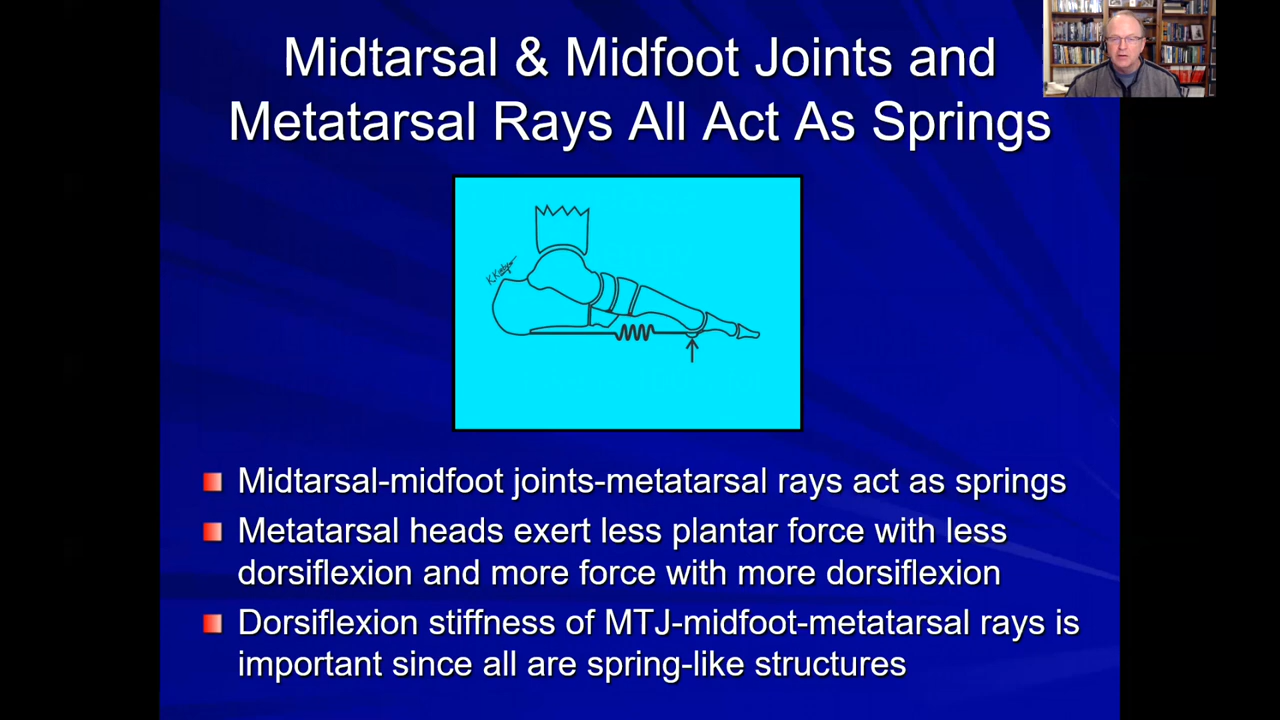 Midtarsal & Midfoot Joints and
Metatarsal Rays All Act As Springs
K. Kirby
Midtarsal-midfoot joints-metatarsal rays act as springs
Metatarsal heads exert less plantar force with less
dorsiflexion and more force with more dorsiflexion
Dorsiflexion stiffness of MTJ-midfoot-metatarsal rays is
important since all are spring-like structures